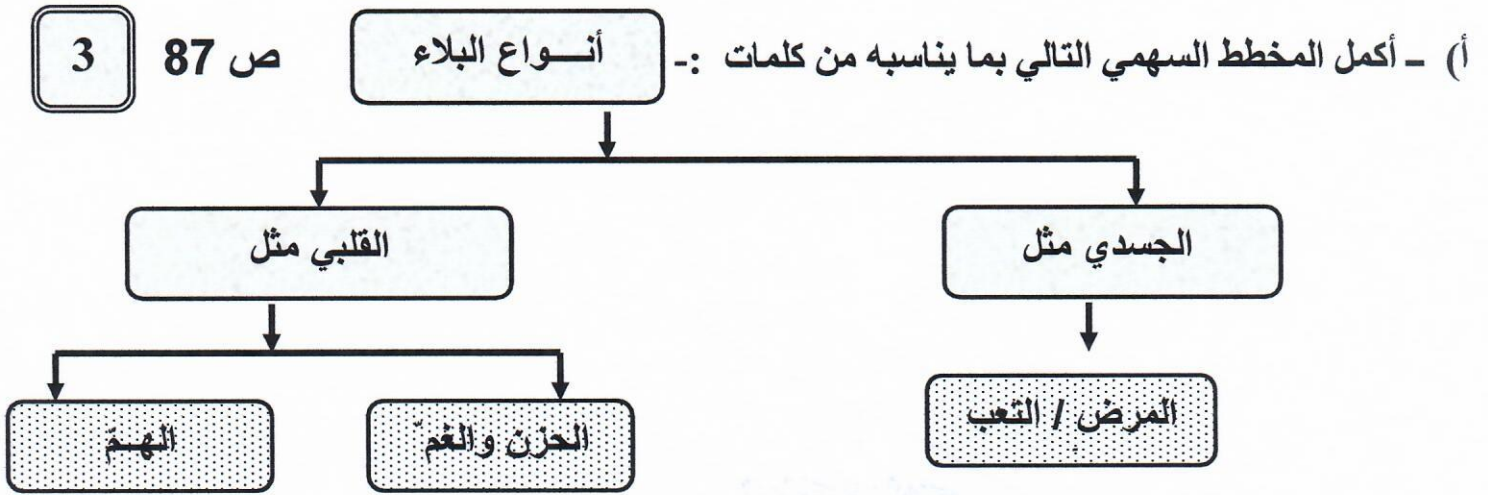 أ) ـ أكمل المخطط السهمي التالي بما يناسبه من كلمات :- أنـــواع البلاء ص 87 3
الجسدي مثل القلبي مثل
المرض / التعب الحزن والغمّ الهـمّ